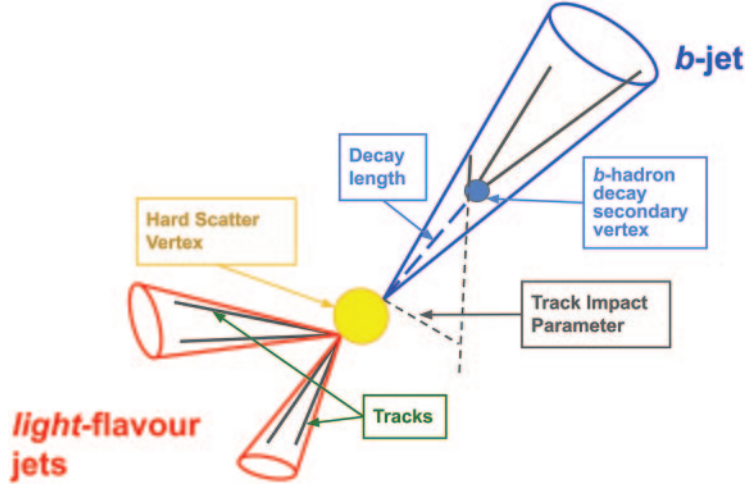 b-jet
Decay
length
b-hadron
decay
secondary
vertex
Hard Scatter
Vertex
Track Impact
Parameter
Tracks
light-flavour
jets